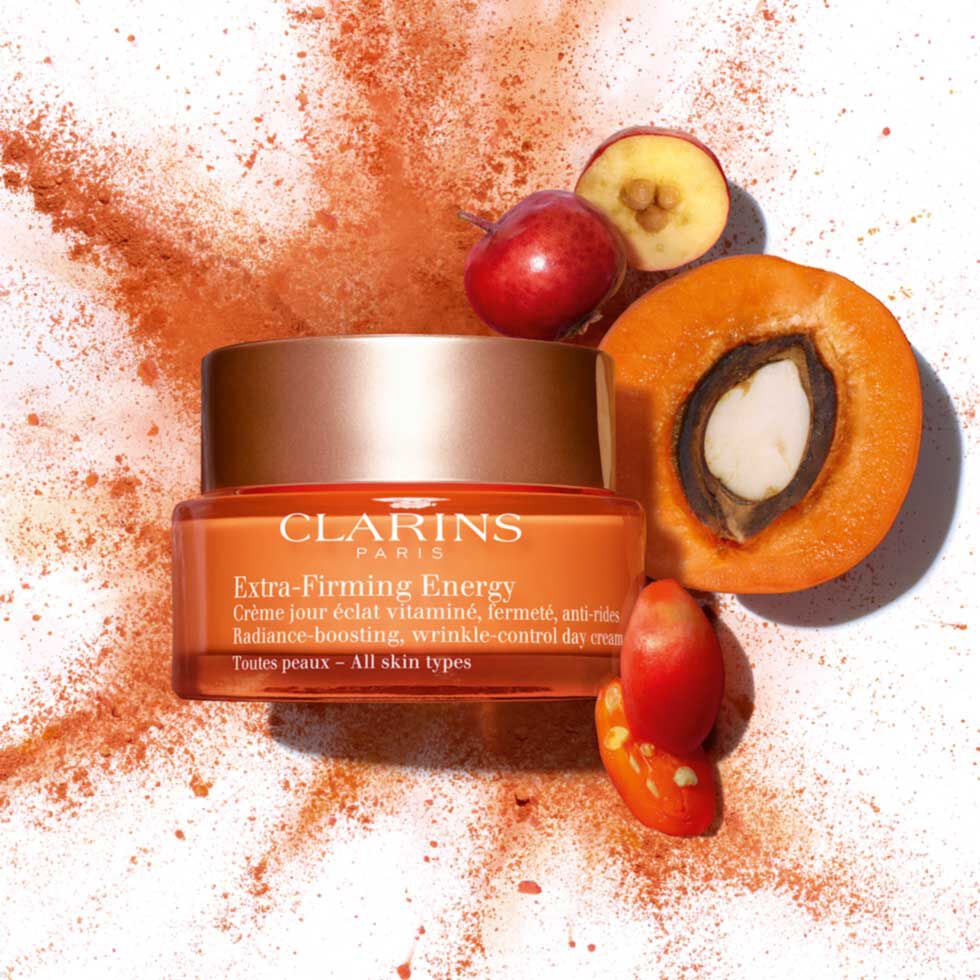 CLARINS
PARIS
Extra-Firming Energy
Crème jour éclat vitaminé, fermeté, anti-rides
Radiance-boosting, wrinkle-control day cream
Toutes peaux – All skin types